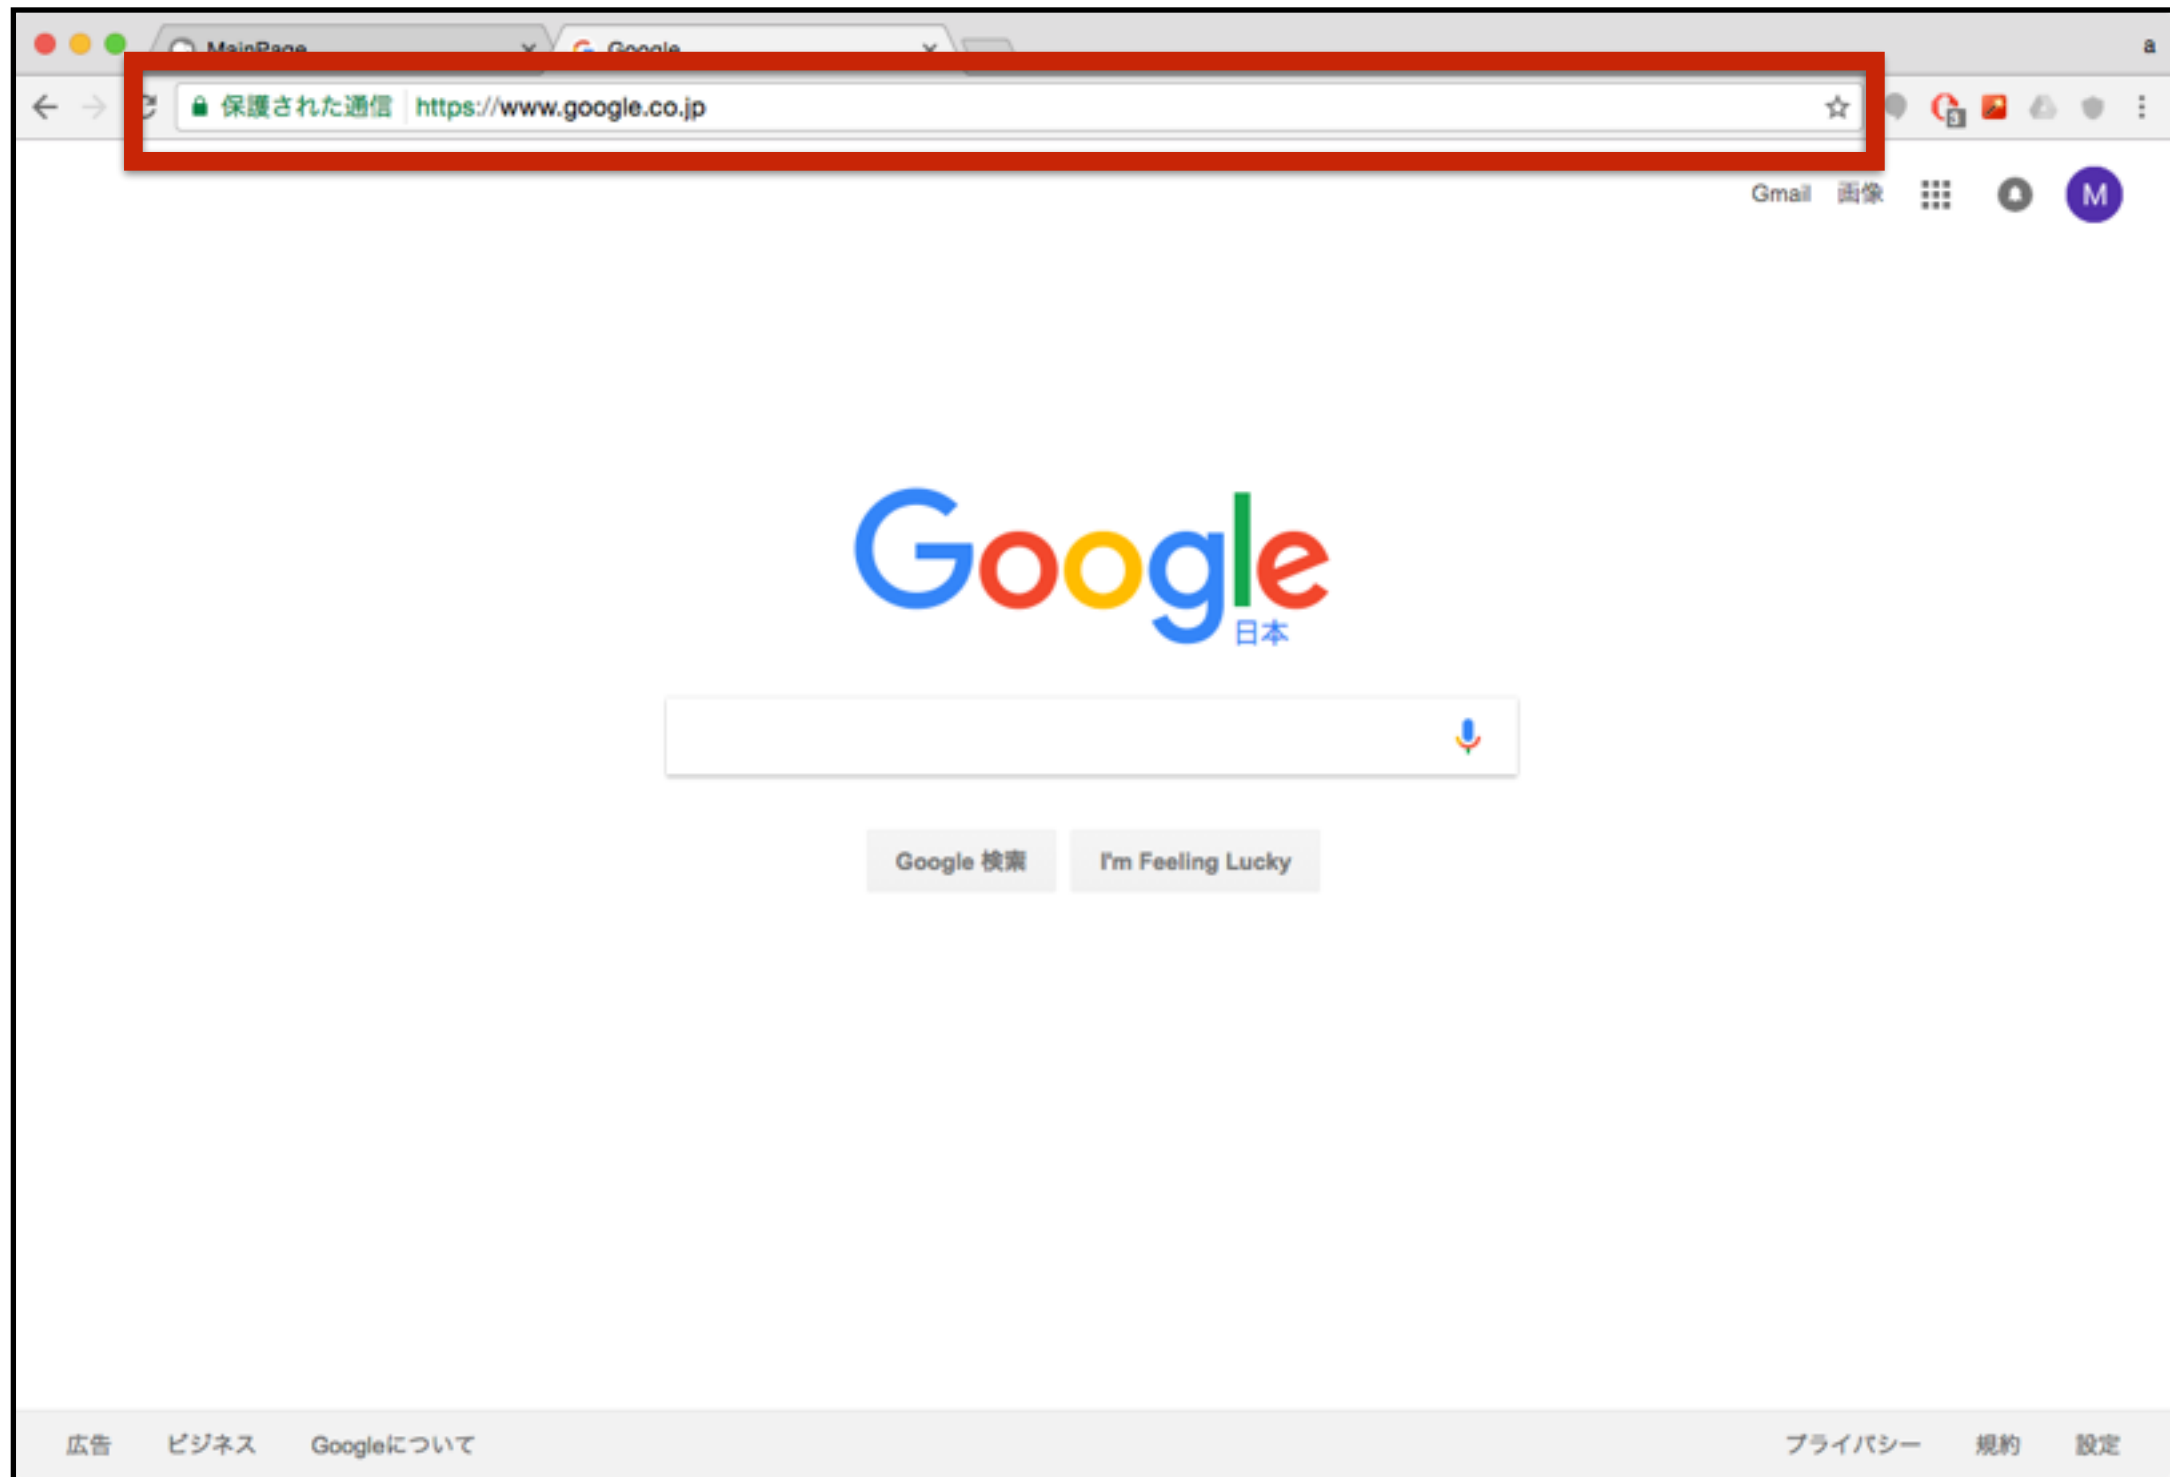 MainPage
Google
a
保護された通信 https://www.google.co.jp
3
Gmail 画像 M
Google
日本
Google 検索 I'm Feeling Lucky
広告 ビジネス Googleについて プライバシー 規約 設定